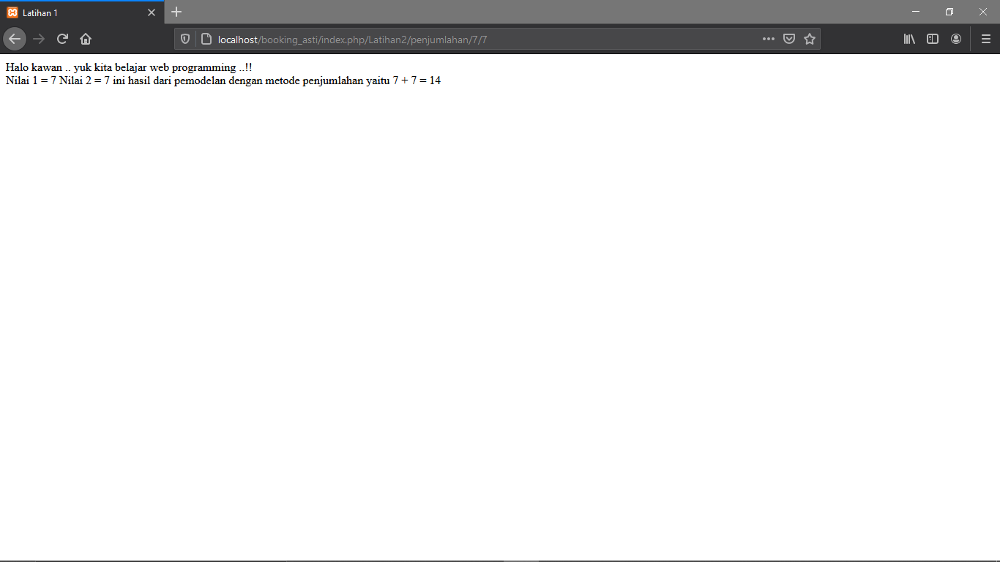 Latihan 1
localhost/booking_asti/index.php/Latihan2/penjumlahan/7/7
Halo kawan .. yuk kita belajar web programming ..!!
Nilai 1 = 7 Nilai 2 = 7 ini hasil dari pemodelan dengan metode penjumlahan yaitu 7 + 7 = 14